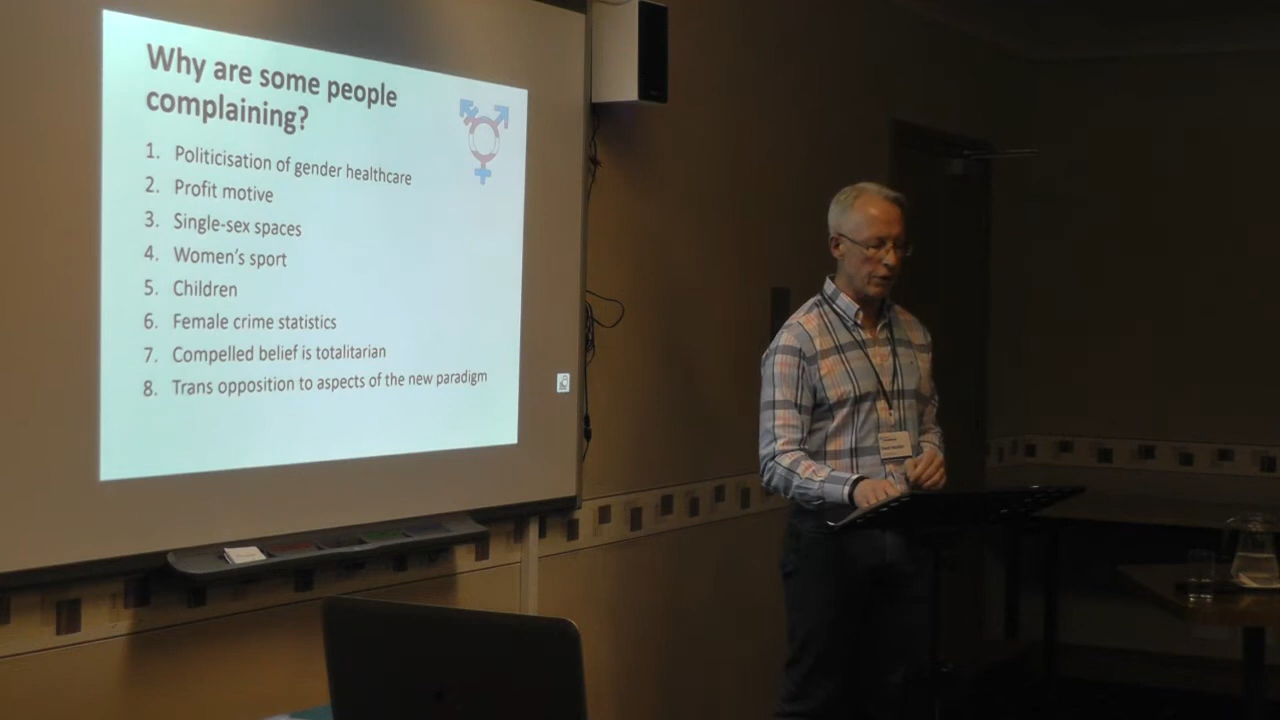 Why are some people
complaining?
1. Politicisation of gender healthcare
2. Profit motive
3. Single-sex spaces
4. Women's sport
5. Children
6. Female crime statistics
7. Compelled belief is totalitarian
8. Trans opposition to aspects of the new paradigm